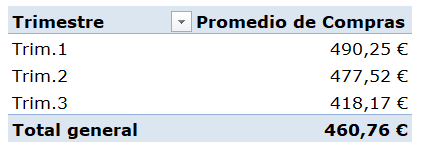 Trimestre Promedio de Compras
Trim.1 490,25 €
Trim.2 477,52 €
Trim.3 418,17 €
Total general 460,76 €